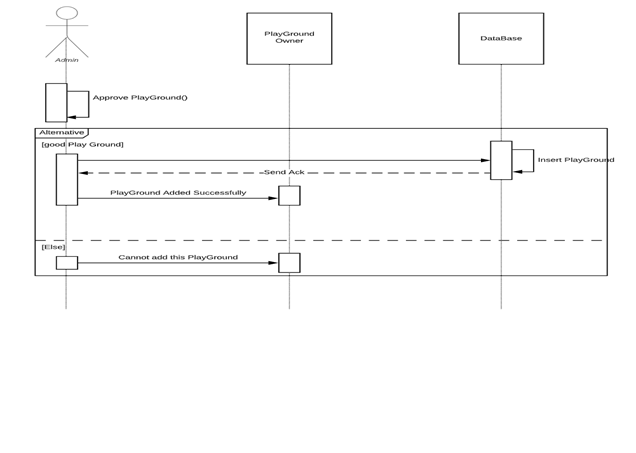 PlayGround
Owner
DataBase
Admin
Approve PlayGround()
Alternative
[good Play Ground]
Insert PlayGround
Send Ack
PlayGround Added Successfully
[Else]
Cannot add this PlayGround